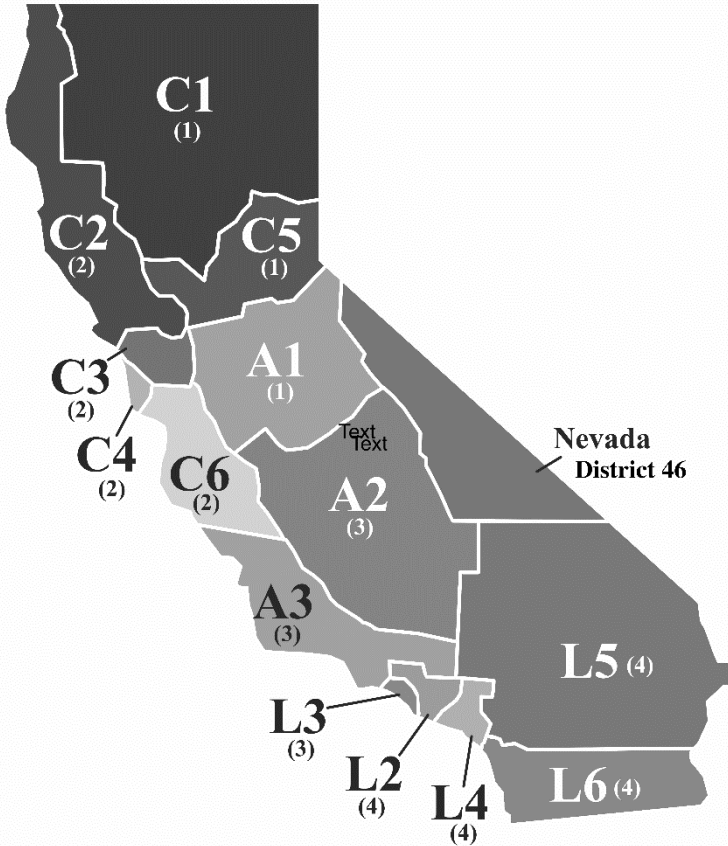 C1
(1)
C2
(2)
C5
(1)
C3
(2)
A1
(1)
C4
(2)
Text
Text
Nevada
District 46
C6
(2)
A2
(3)
A3
(3)
L5 (4)
L3
(3)
L2
(4)
L4
(4)
L6 (4)